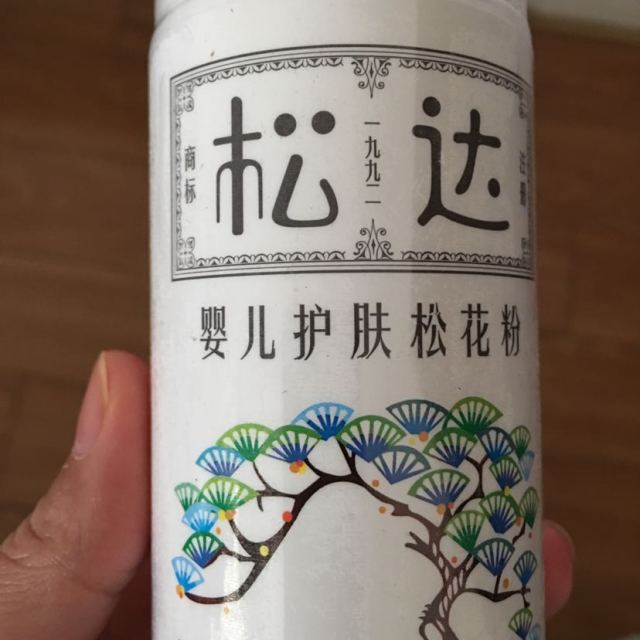 商标
松达
一九九二
注册
婴儿护肤松花粉